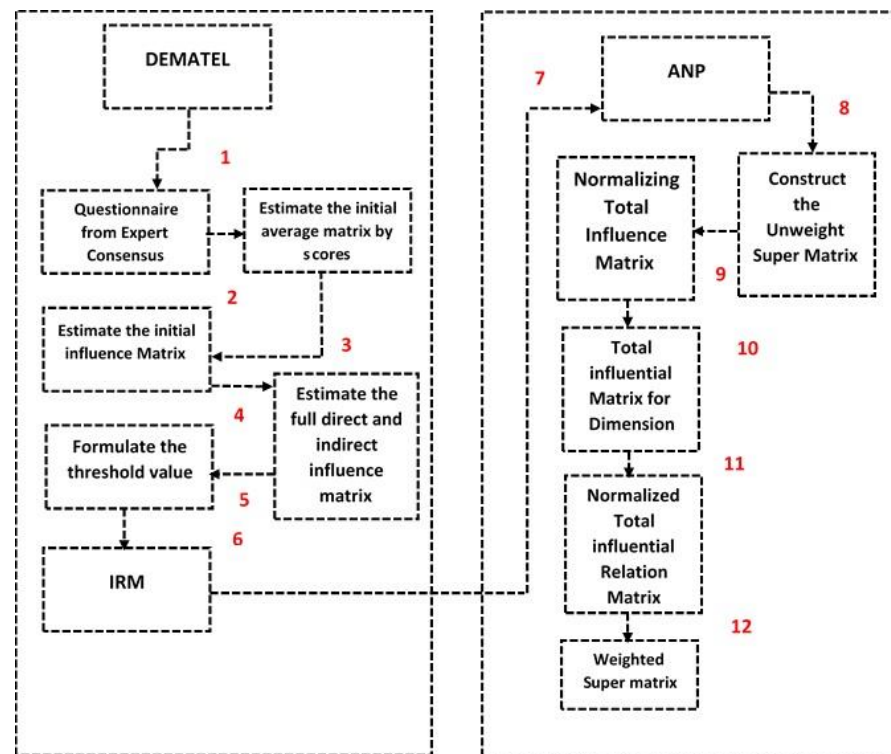 DEMATEL
1
Questionnaire
from Expert
Consensus
Estimate the initial
average matrix by
scores
2
Estimate the initial
influence Matrix
3
4
Estimate the
full direct and
indirect
influence
matrix
Formulate the
threshold value
5
6
IRM
7
ANP
8
Construct
the
Unweight
Super Matrix
Normalizing
Total
Influence
Matrix
9
10
Total
influential
Matrix for
Dimension
11
Normalized
Total
influential
Relation
Matrix
12
Weighted
Super matrix